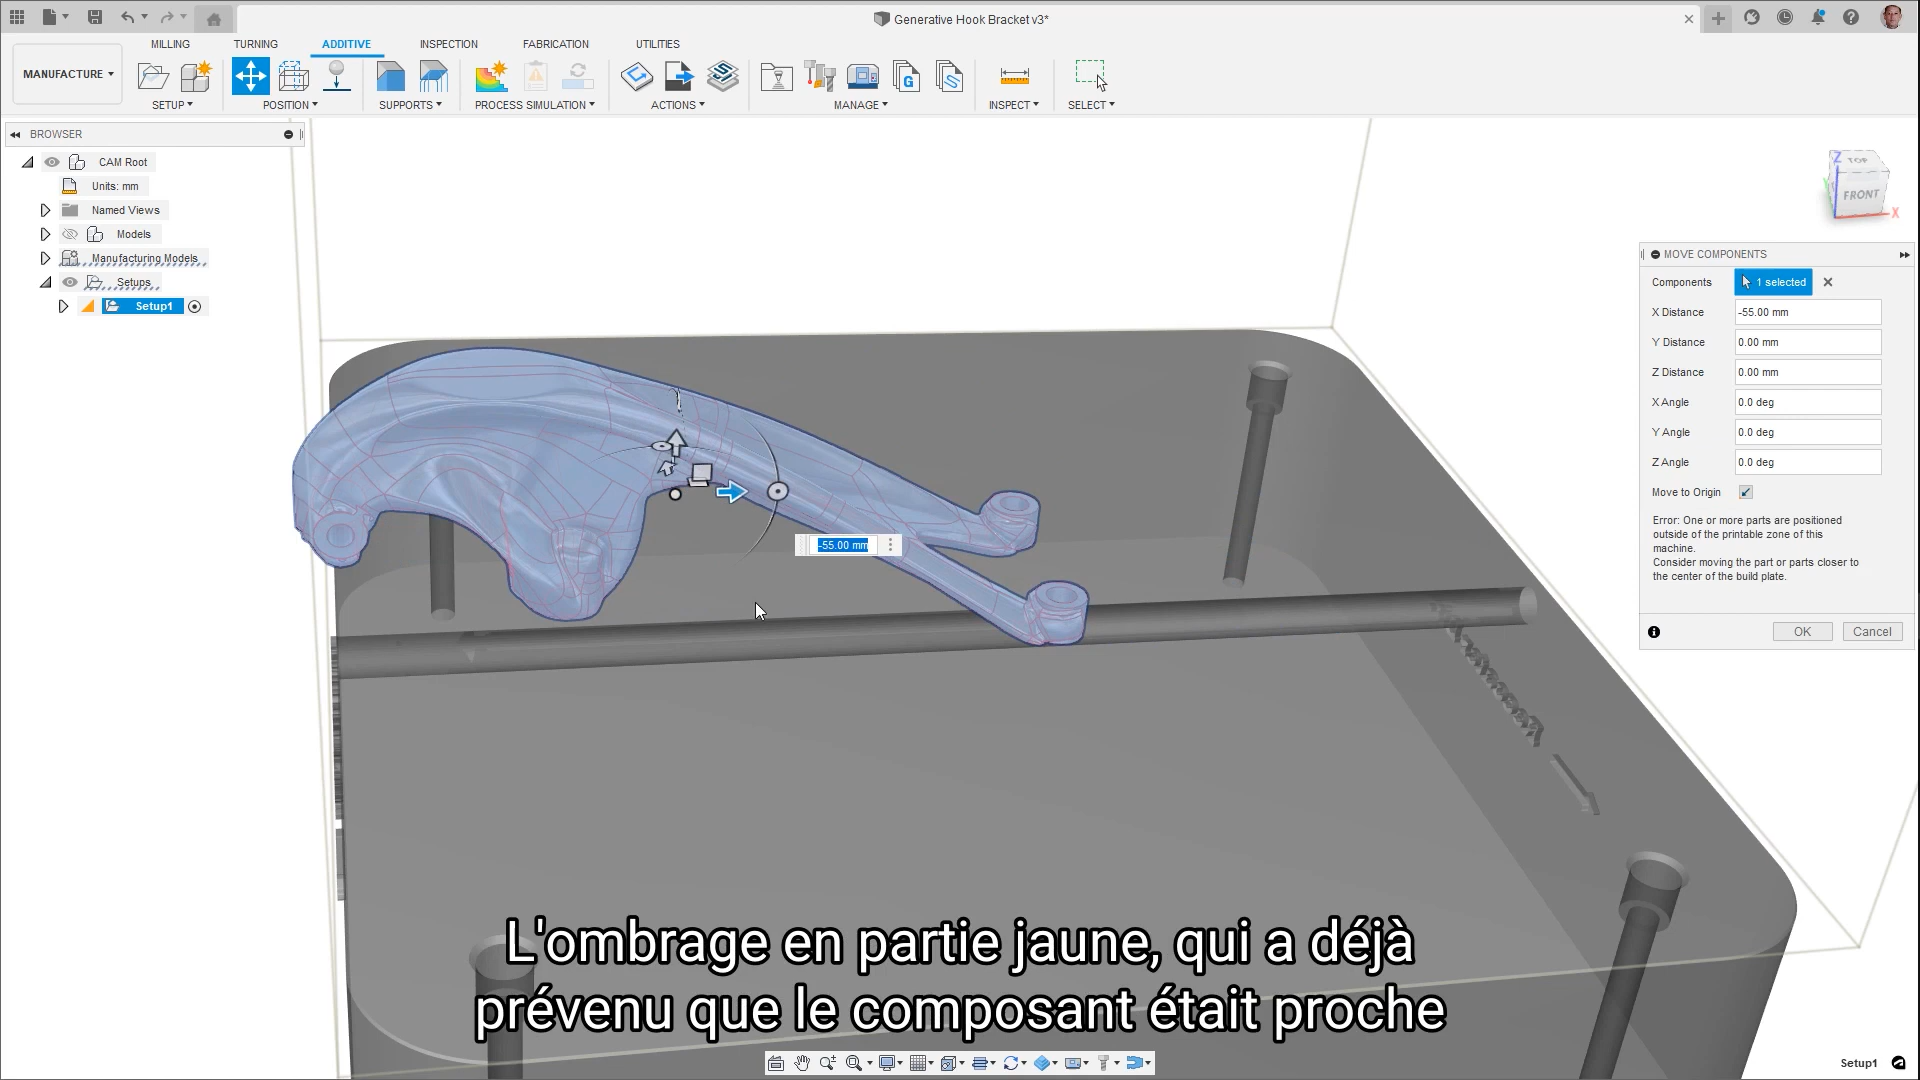 Generative Hook Bracket v3*
MILLING TURNING ADDITIVE INSPECTION FABRICATION UTILITIES
MANUFACTURE
SETUP POSITION SUPPORTS PROCESS SIMULATION ACTIONS MANAGE INSPECT SELECT
BROWSER
CAM Root
Units: mm
Named Views
Models
Manufacturing Models
Setups
Setup1
TOP
FRONT
Z
X
MOVE COMPONENTS
Components 1 selected
X Distance -55.00 mm
Y Distance 0.00 mm
Z Distance 0.00 mm
X Angle 0.0 deg
Y Angle 0.0 deg
Z Angle 0.0 deg
Move to Origin
Error: One or more parts are positioned
outside of the printable zone of this
machine.
Consider moving the part or parts closer to
the center of the build plate.
OK Cancel
-55.00 mm
L'ombrage en partie jaune, qui a déjà
prévenu que le composant était proche
Setup1